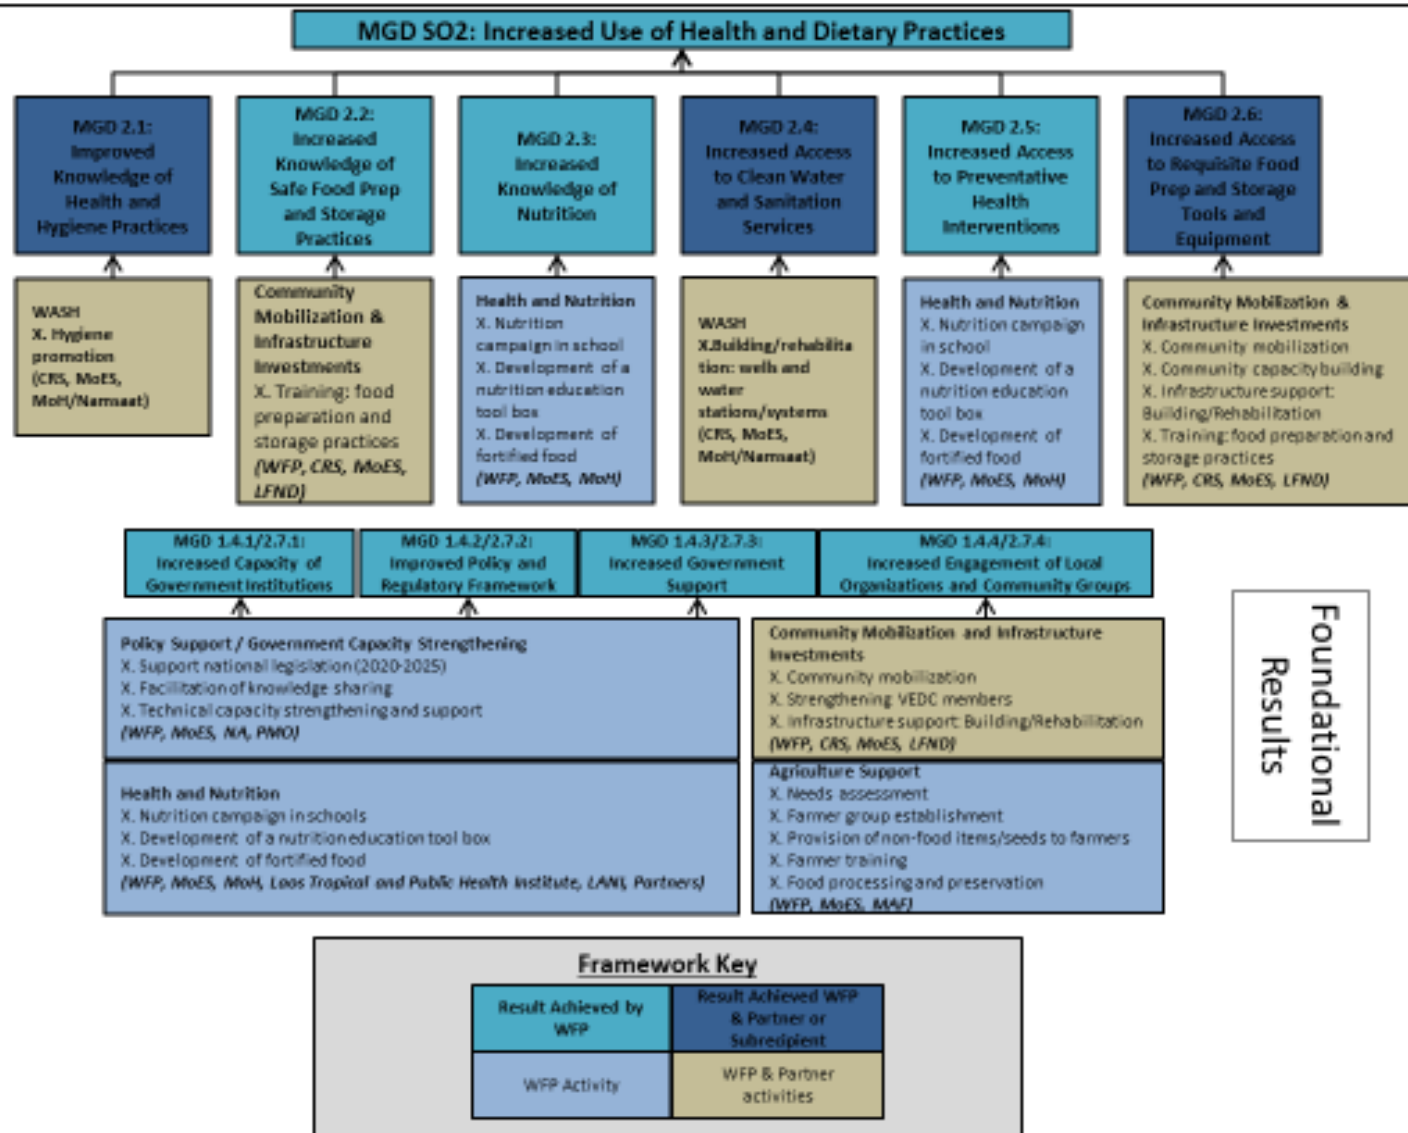 MGD SO2: Increased Use of Health and Dietary Practices
MGD 2.1:
Improved
Knowledge of
Health and
Hygiene Practices
MGD 2.2:
Increased
Knowledge of
Safe Food Prep
and Storage
Practices
MGD 2.3:
Increased
Knowledge of
Nutrition
MGD 2.4:
Increased Access
to Clean Water
and Sanitation
Services
MGD 2.5:
Increased Access
to Preventative
Health
Interventions
MGD 2.6:
Increased Access
to Requisite Food
Prep and Storage
Tools and
Equipment
WASH
X. Hygiene
promotion
(CRS, MoES,
MoH/Namsaat)
Community
Mobilization &
Infrastructure
Investments
X. Training: food
preparation and
storage practices
(WFP, CRS, MoES,
LFND)
Health and Nutrition
X. Nutrition
campaign in school
X. Development of a
nutrition education
tool box
X. Development of
fortified food
(WFP, MoES, MoH)
WASH
X.Building/rehabilita
tion: wells and
water
stations/systems
(CRS, MoES,
MoH/Namsaat)
Health and Nutrition
X. Nutrition campaign
in school
X. Development of a
nutrition education
tool box
X. Development of
fortified food
(WFP, MoES, MoH)
Community Mobilization &
Infrastructure Investments
X. Community mobilization
X. Community capacity building
X. Infrastructure support:
Building/Rehabilitation
X. Training: food preparation and
storage practices
(WFP, CRS, MoES, LFND)
MGD 1.4.1/2.7.1:
Increased Capacity of
Government Institutions
MGD 1.4.2/2.7.2:
Improved Policy and
Regulatory Framework
MGD 1.4.3/2.7.3:
Increased Government
Support
MGD 1.4.4/2.7.4:
Increased Engagement of Local
Organizations and Community Groups
Policy Support / Government Capacity Strengthening
X. Support national legislation (2020-2025)
X. Facilitation of knowledge sharing
X. Technical capacity strengthening and support
(WFP, MoES, NA, PMO)
Health and Nutrition
X. Nutrition campaign in schools
X. Development of a nutrition education tool box
X. Development of fortified food
(WFP, MoES, MoH, Laos Tropical and Public Health Institute, LANI, Partners)
Community Mobilization and Infrastructure
Investments
X. Community mobilization
X. Strengthening VEDC members
X. Infrastructure support: Building/Rehabilitation
(WFP, CRS, MoES, LFND)
Agriculture Support
X. Needs assessment
X. Farmer group establishment
X. Provision of non-food items/seeds to farmers
X. Farmer training
X. Food processing and preservation
(WFP, MoES, MAF)
Foundational
Results
Framework Key
Result Achieved by
WFP
Result Achieved WFP
& Partner or
Subrecipient
WFP Activity
WFP & Partner
activities